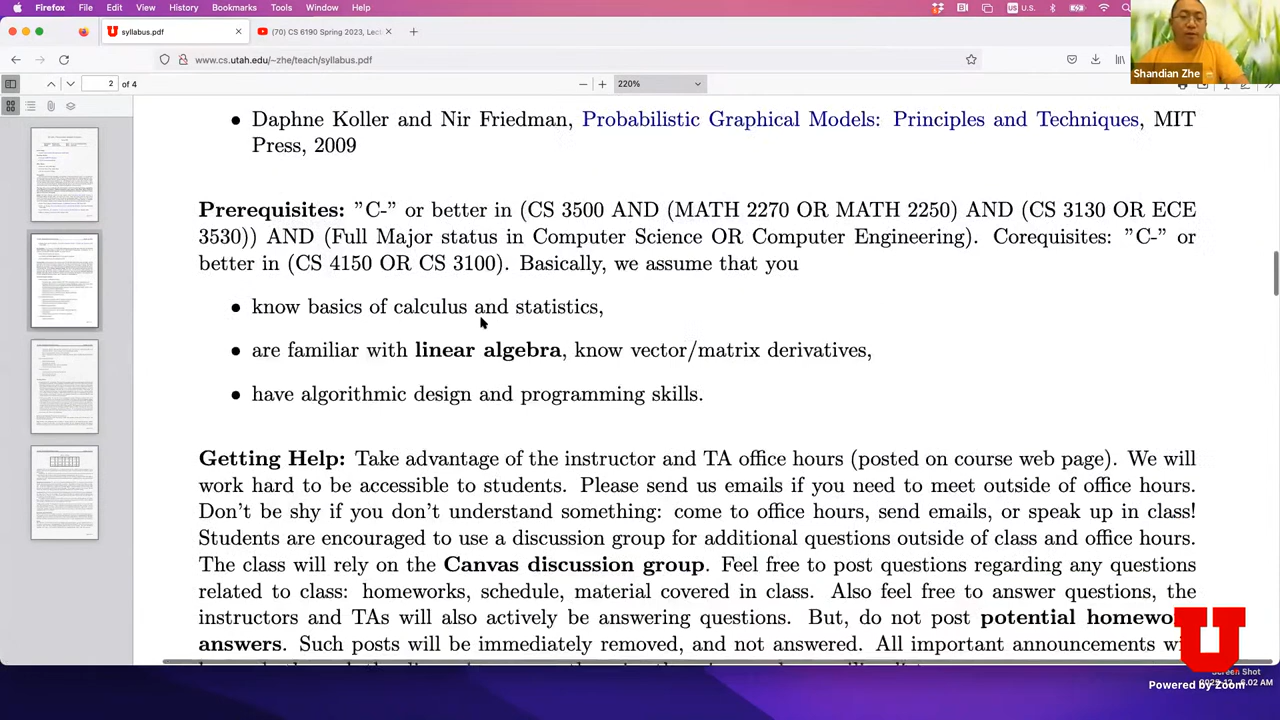 Firefox File Edit View History Bookmarks Tools Window Help U.S.
syllabus.pdf × (70) CS 6190 Spring 2023, Lec × +
www.cs.utah.edu/~zhe/teach/syllabus.pdf
Shandian Zhe
2 of 4 − + 220%
• Daphne Koller and Nir Friedman, Probabilistic Graphical Models: Principles and Techniques, MIT
Press, 2009
Prerequisites: "C-" or better in (CS 3500 AND (MATH 2270 OR MATH 2250) AND (CS 3130 OR ECE
3530)) AND (Full Major status in Computer Science OR Computer Engineering). Corequisites: "C-" or
better in (CS 4150 OR CS 3100). Basically, we assume that you
• know basics of calculus and statistics,
• are familiar with linear algebra, know vector/matrix derivatives,
• have algorithmic design and programming skills.
Getting Help: Take advantage of the instructor and TA office hours (posted on course web page). We will
work hard to be accessible to students. Please send us emails if you need to meet outside of office hours.
Don't be shy if you don't understand something: come to office hours, send emails, or speak up in class!
Students are encouraged to use a discussion group for additional questions outside of class and office hours.
The class will rely on the Canvas discussion group. Feel free to post questions regarding any questions
related to class: homeworks, schedule, material covered in class. Also feel free to answer questions, the
instructors and TAs will also actively be answering questions. But, do not post potential homewo
answers. Such posts will be immediately removed, and not answered. All important announcements wi
U
Screen Shot
Powered by Zoom